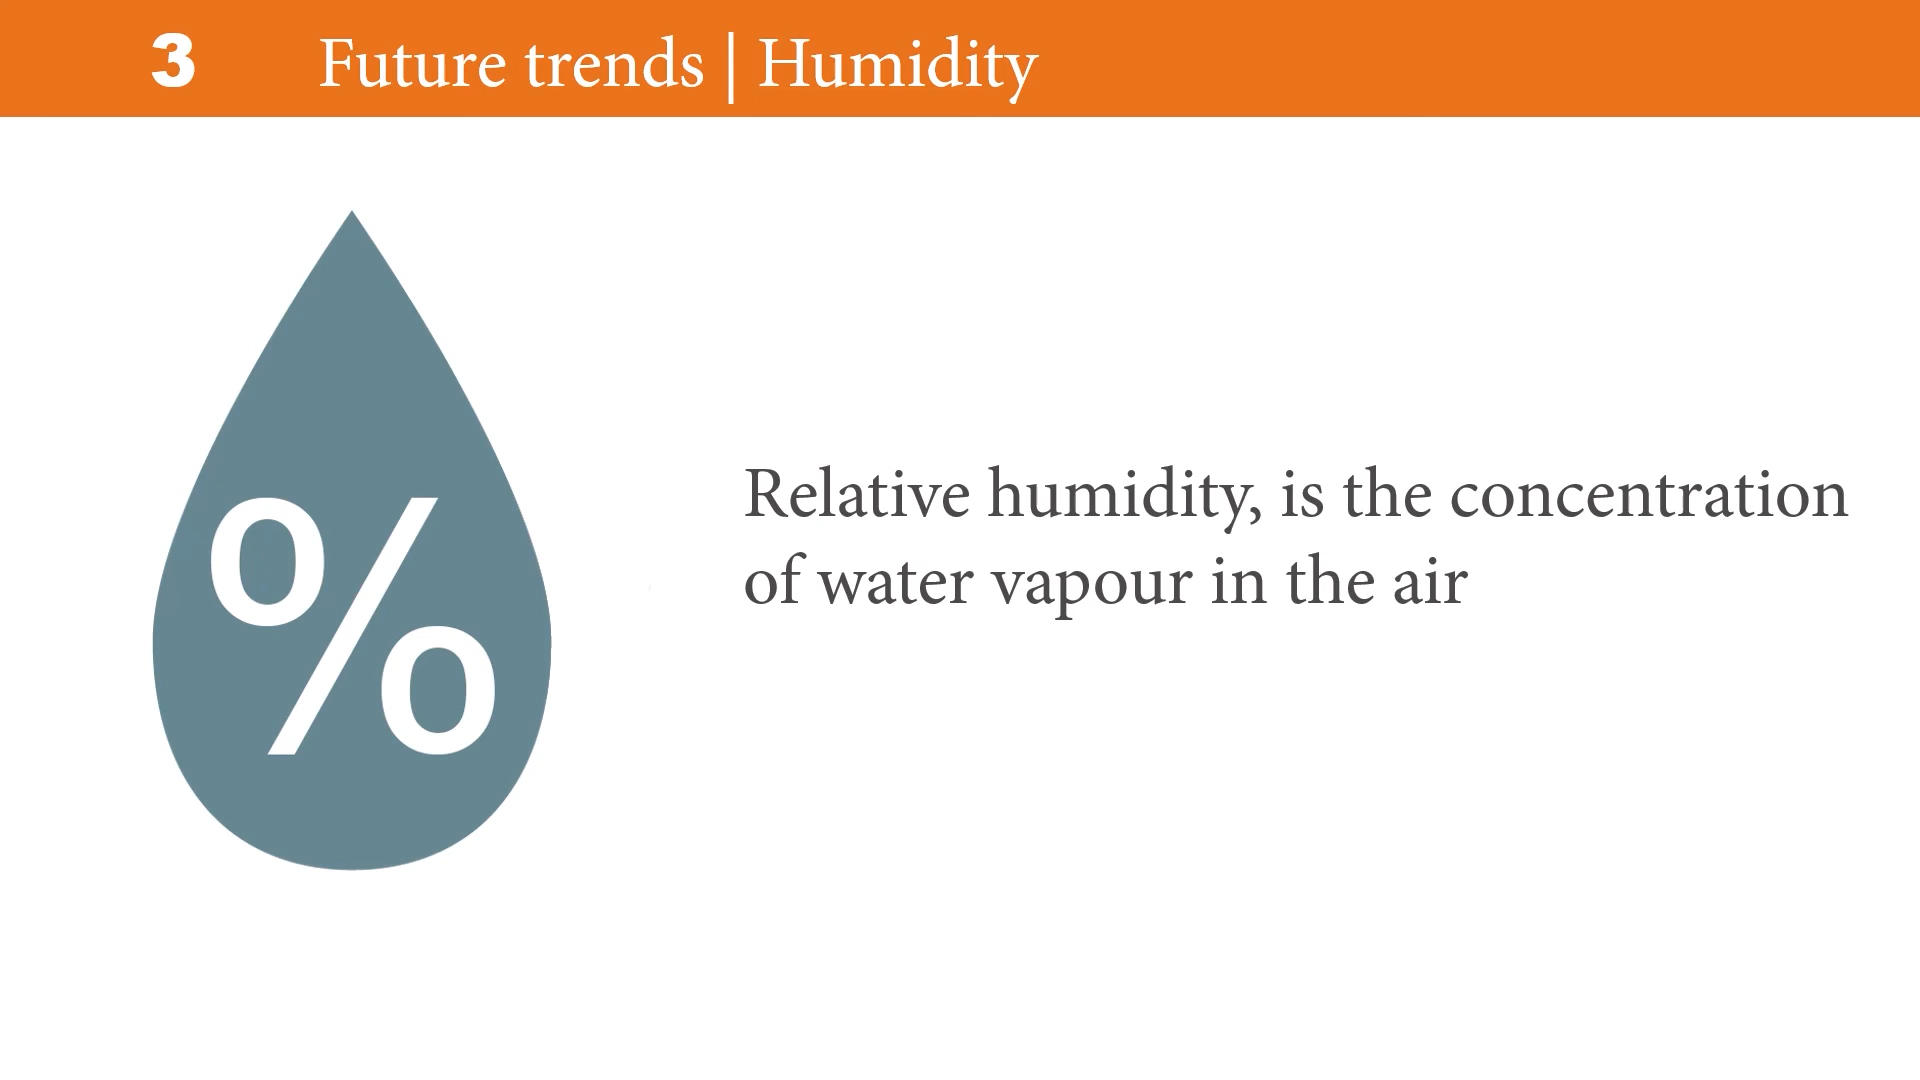 3 Future trends | Humidity
%
Relative humidity, is the concentration
of water vapour in the air